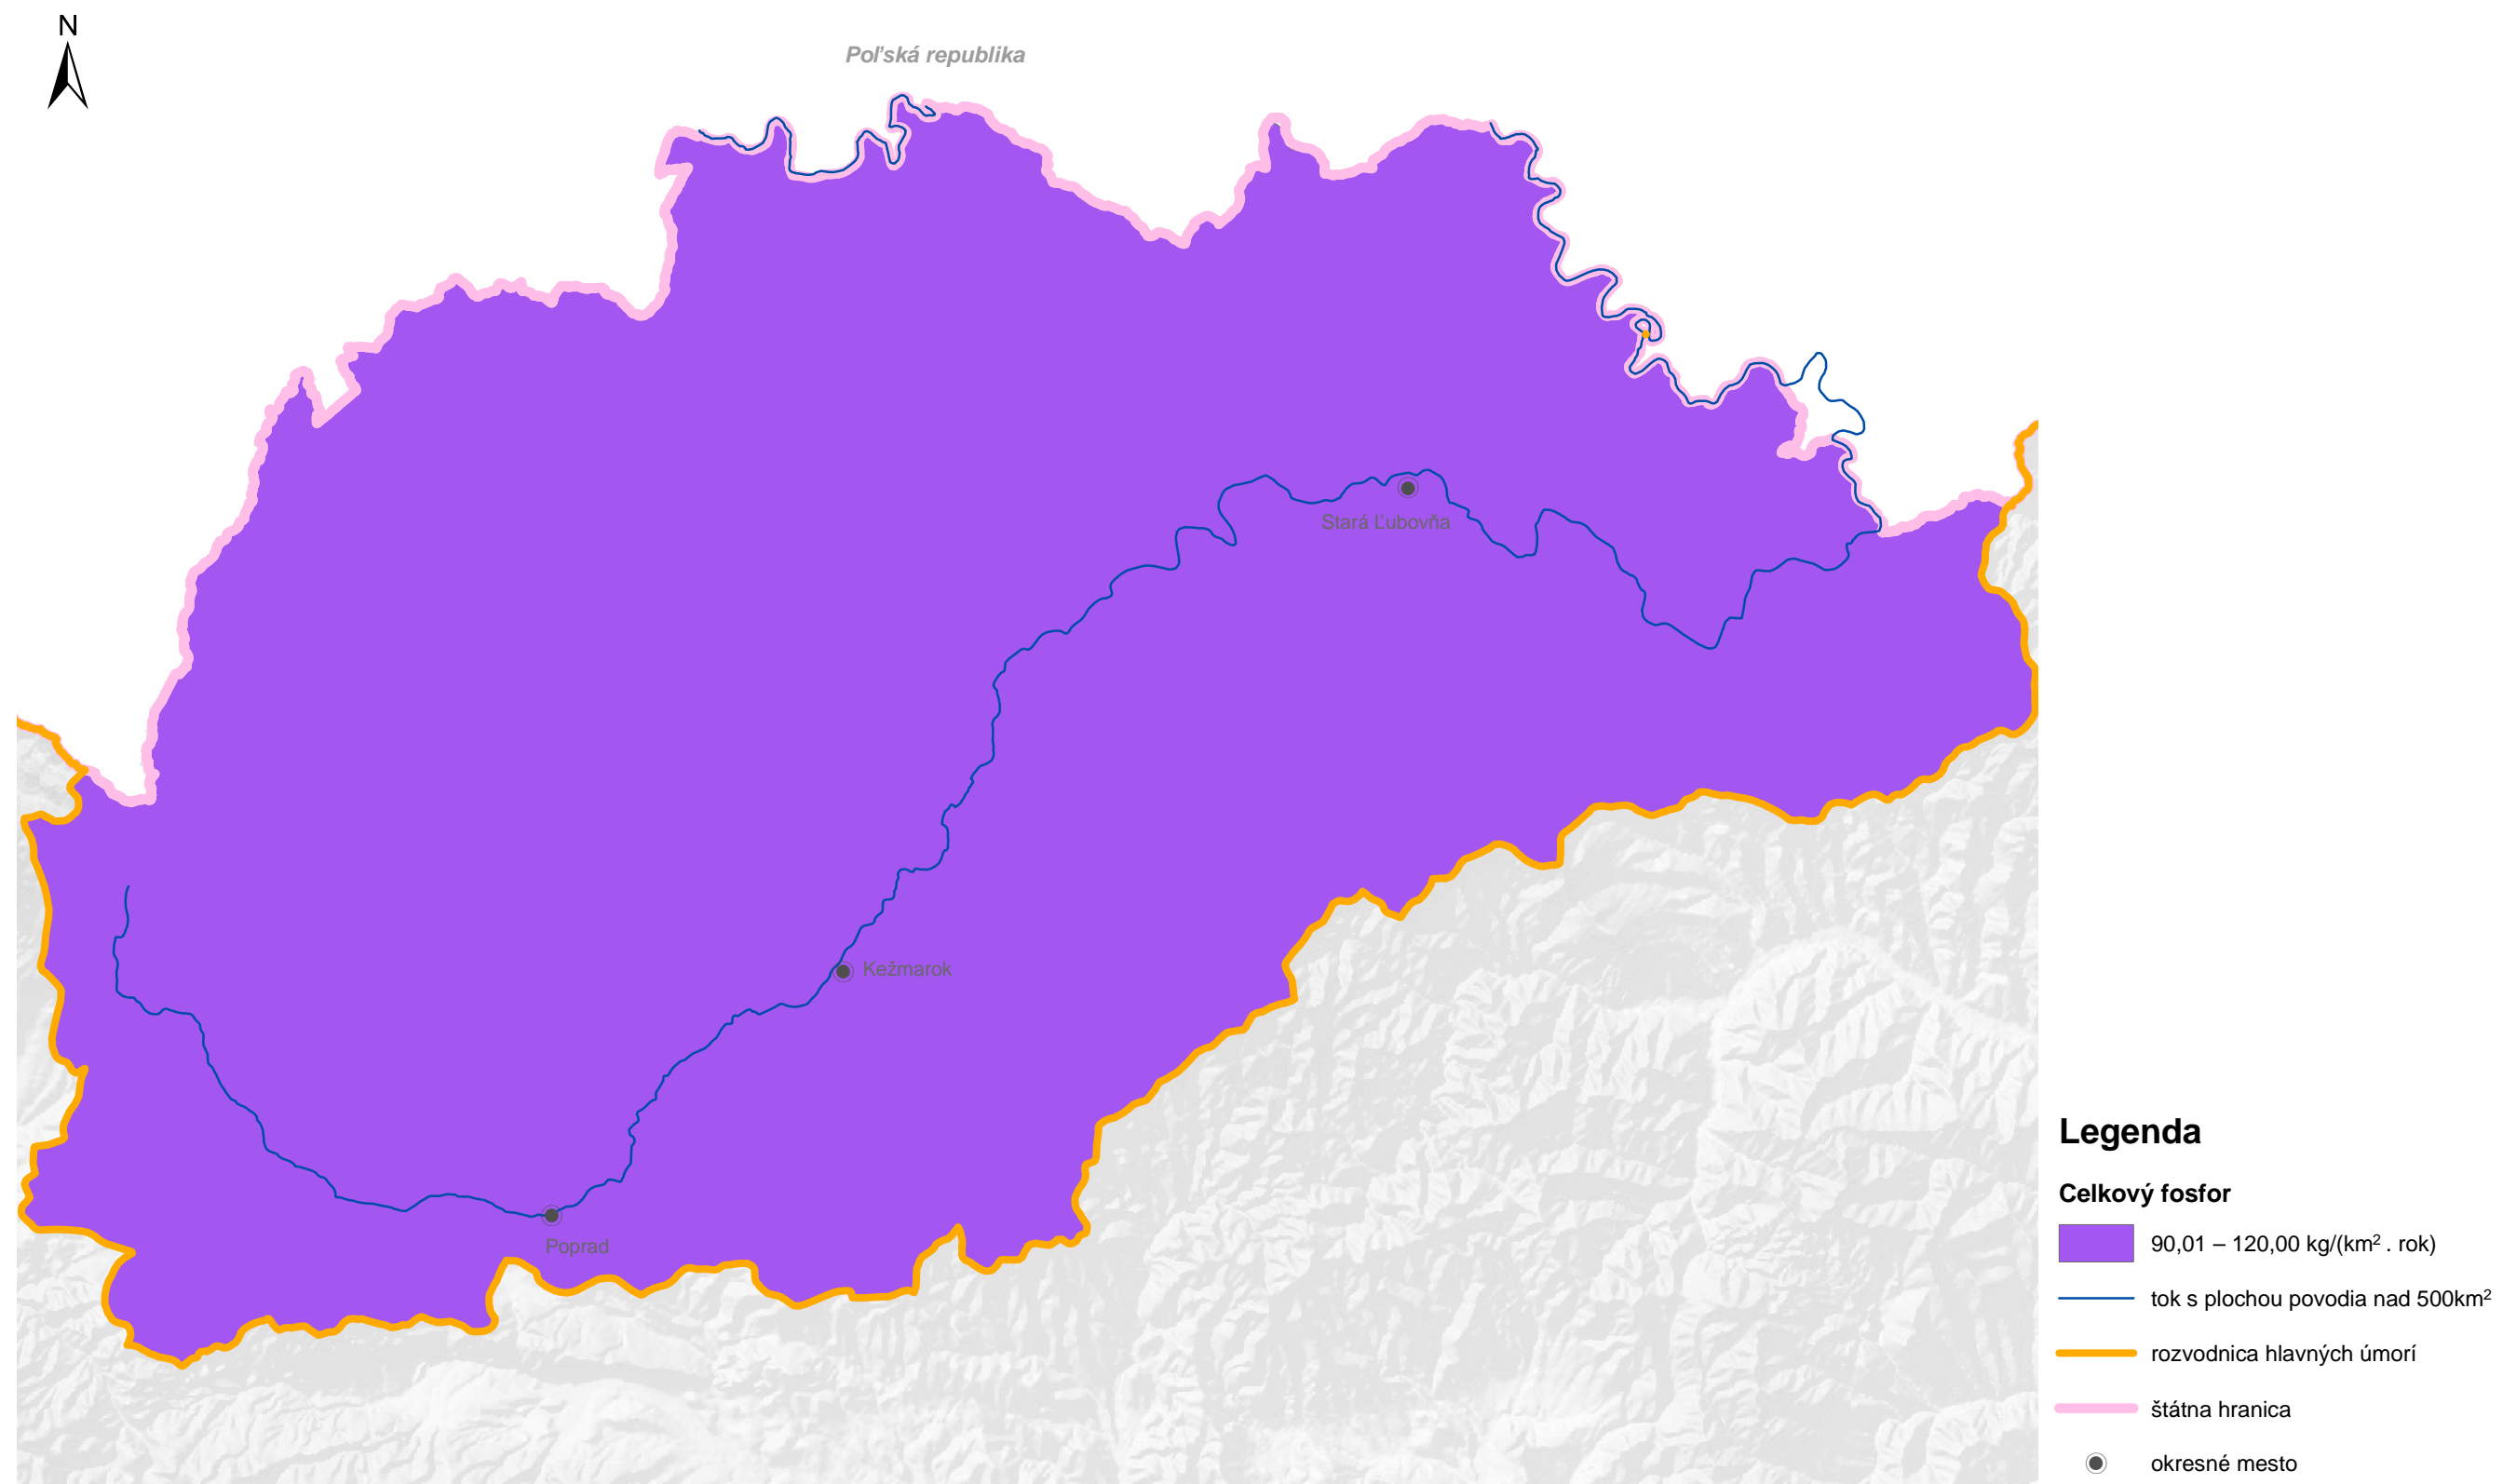 N
Poľská republika
Stará Ľubovňa
Kežmarok
Poprad
Legenda
Celkový fosfor
90,01 – 120,00 kg/(km² . rok)
tok s plochou povodia nad 500km²
rozvodnica hlavných úmorí
štátna hranica
okresné mesto